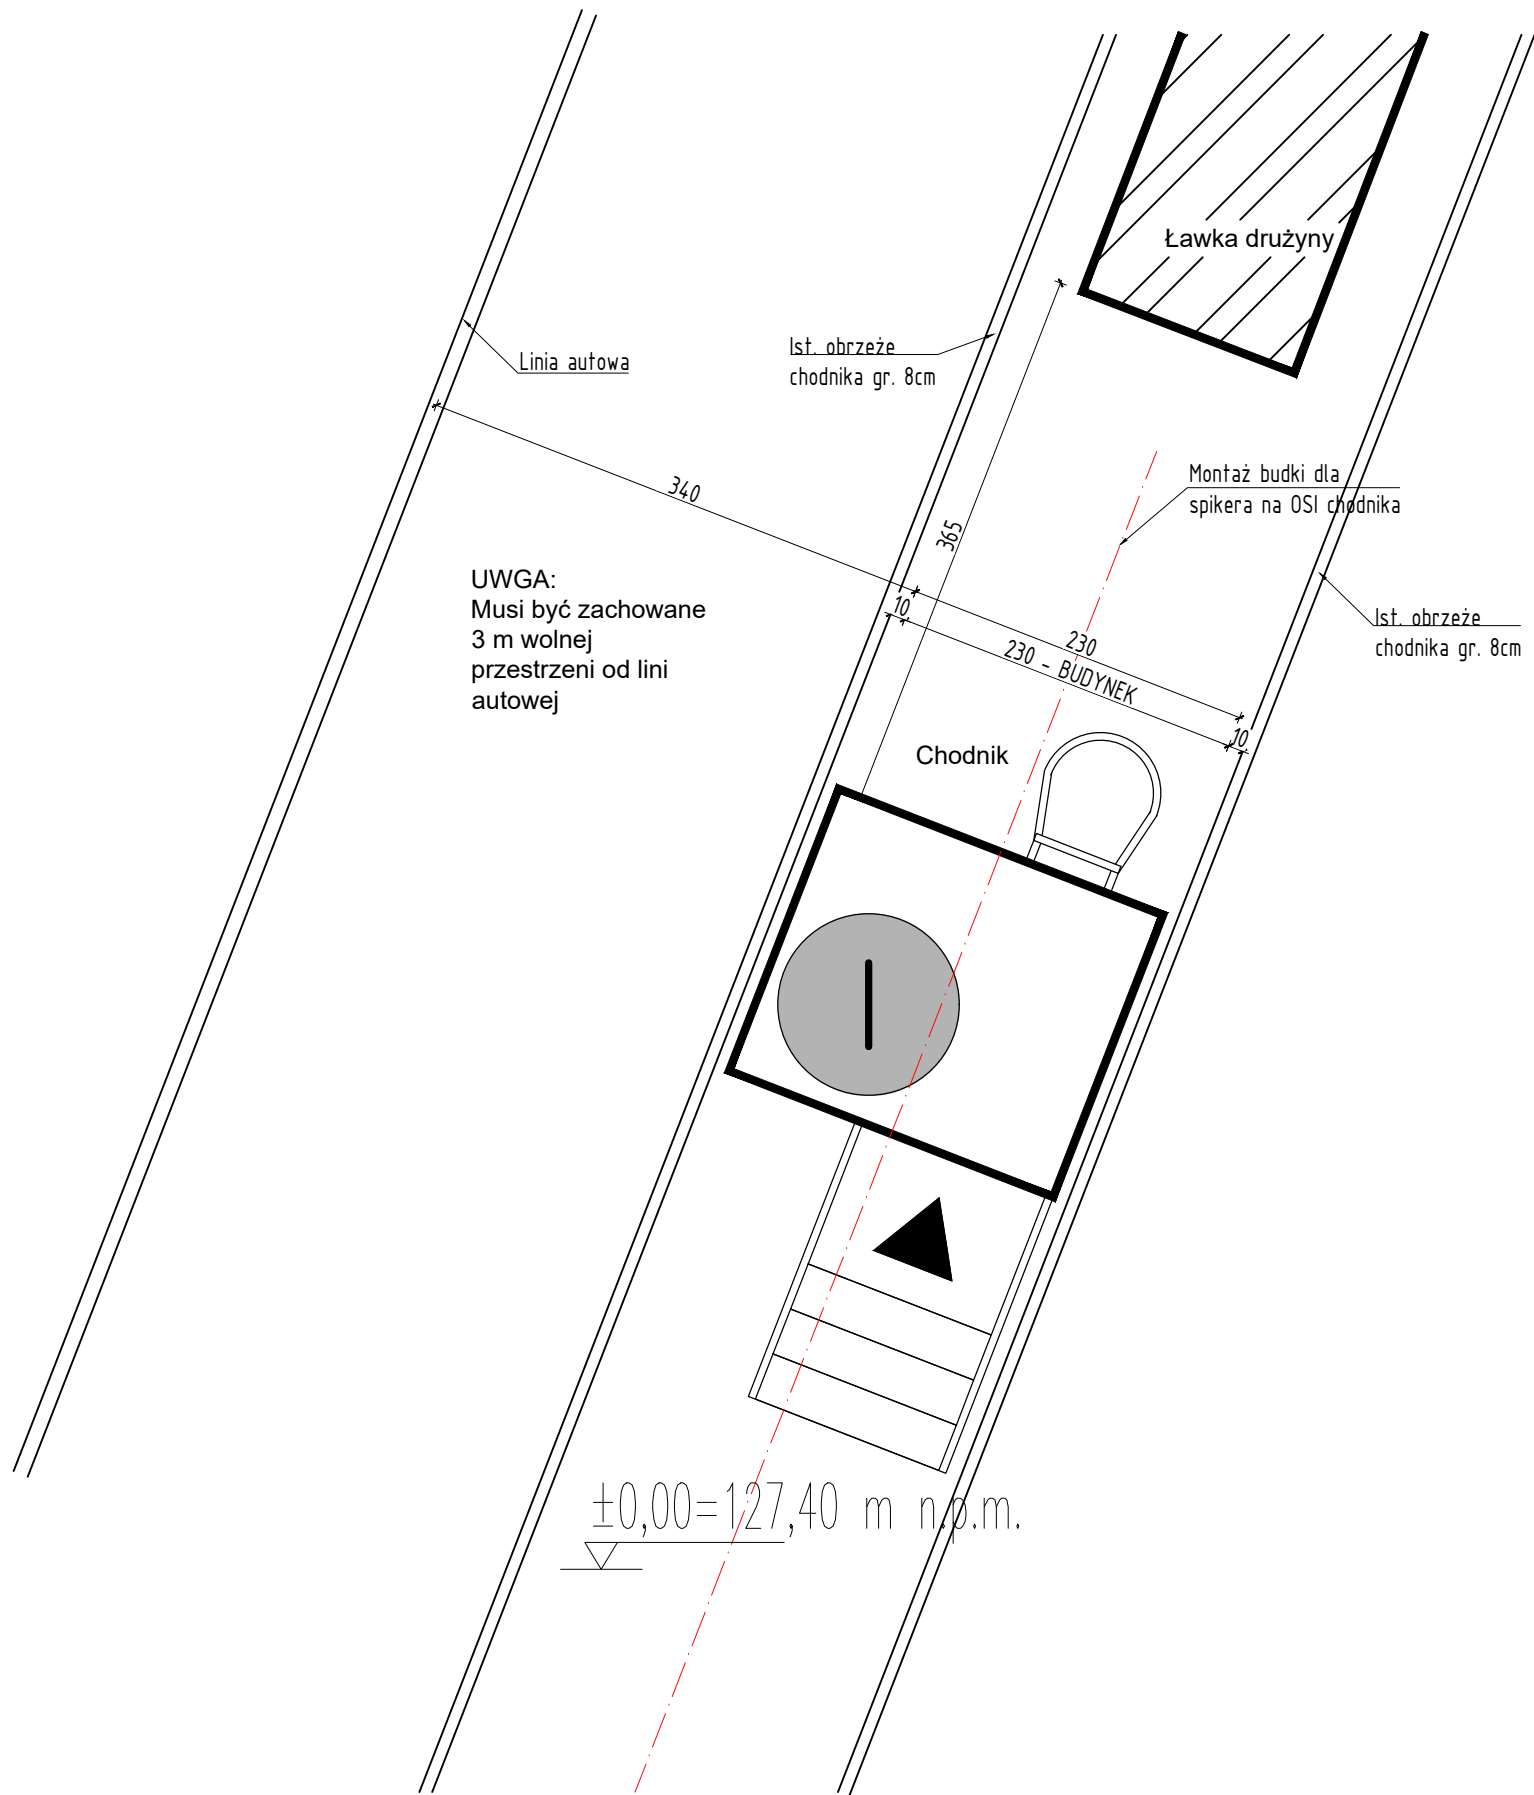 Ławka drużyny
Linia autowa
Ist. obrzeże
chodnika gr. 8cm
340
365
Montaż budki dla
spikera na OSI chodnika
UWGA:
Musi być zachowane
3 m wolnej
przestrzeni od lini
autowej
10
230
230 - BUDYNEK
10
Ist. obrzeże
chodnika gr. 8cm
Chodnik
±0,00=127,40 m n.p.m.